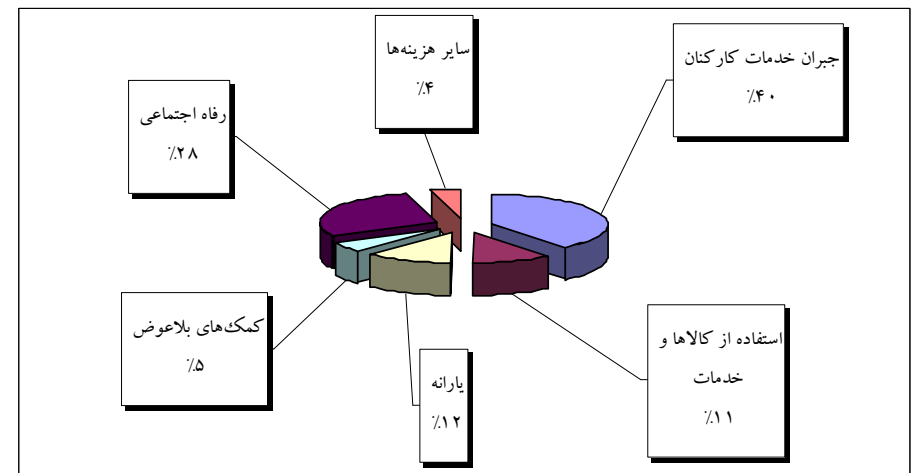 سایر هزینه‌ها
٪۴
جبران خدمات کارکنان
٪۴۰
رفاه اجتماعی
٪۲۸
کمک‌های بلاعوض
٪۵
یارانه
٪۱۲
استفاده از کالاها و
خدمات
٪۱۱